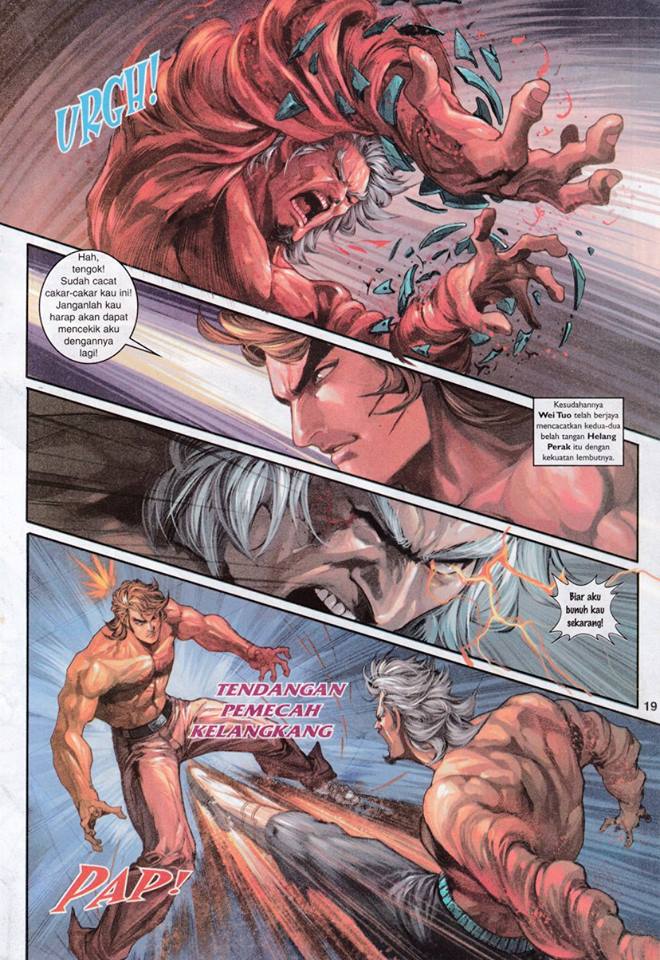 URGH!
Hah,
tengok!
Sudah cacat
cakar-cakar kau ini!
Janganlah kau
harap akan dapat
mencekik aku
dengannya
lagi!
Kesudahannya
Wei Tuo telah berjaya
mencacatkan kedua-dua
belah tangan Helang
Perak itu dengan
kekuatan lembutnya.
Biar aku
bunuh kau
sekarang!
19
TENDANGAN
PEMECAH
KELANGKANG
PAP!